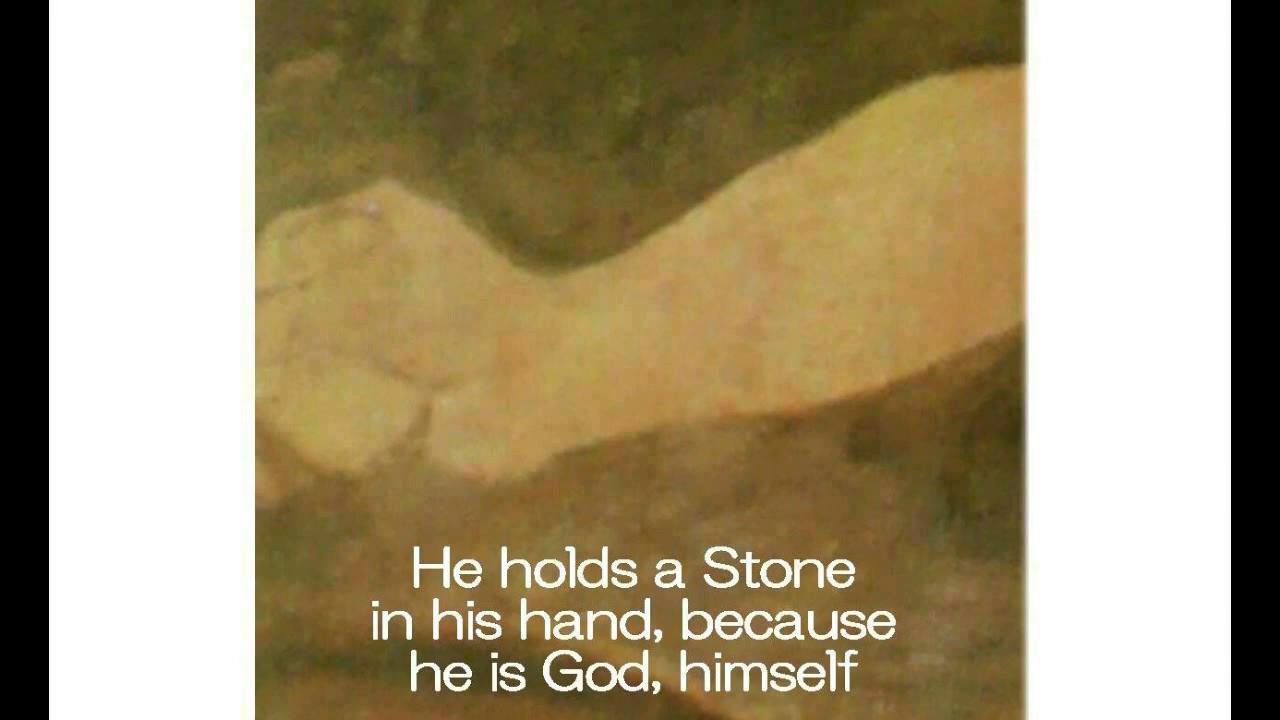 He holds a Stone
in his hand, because
he is God, himself